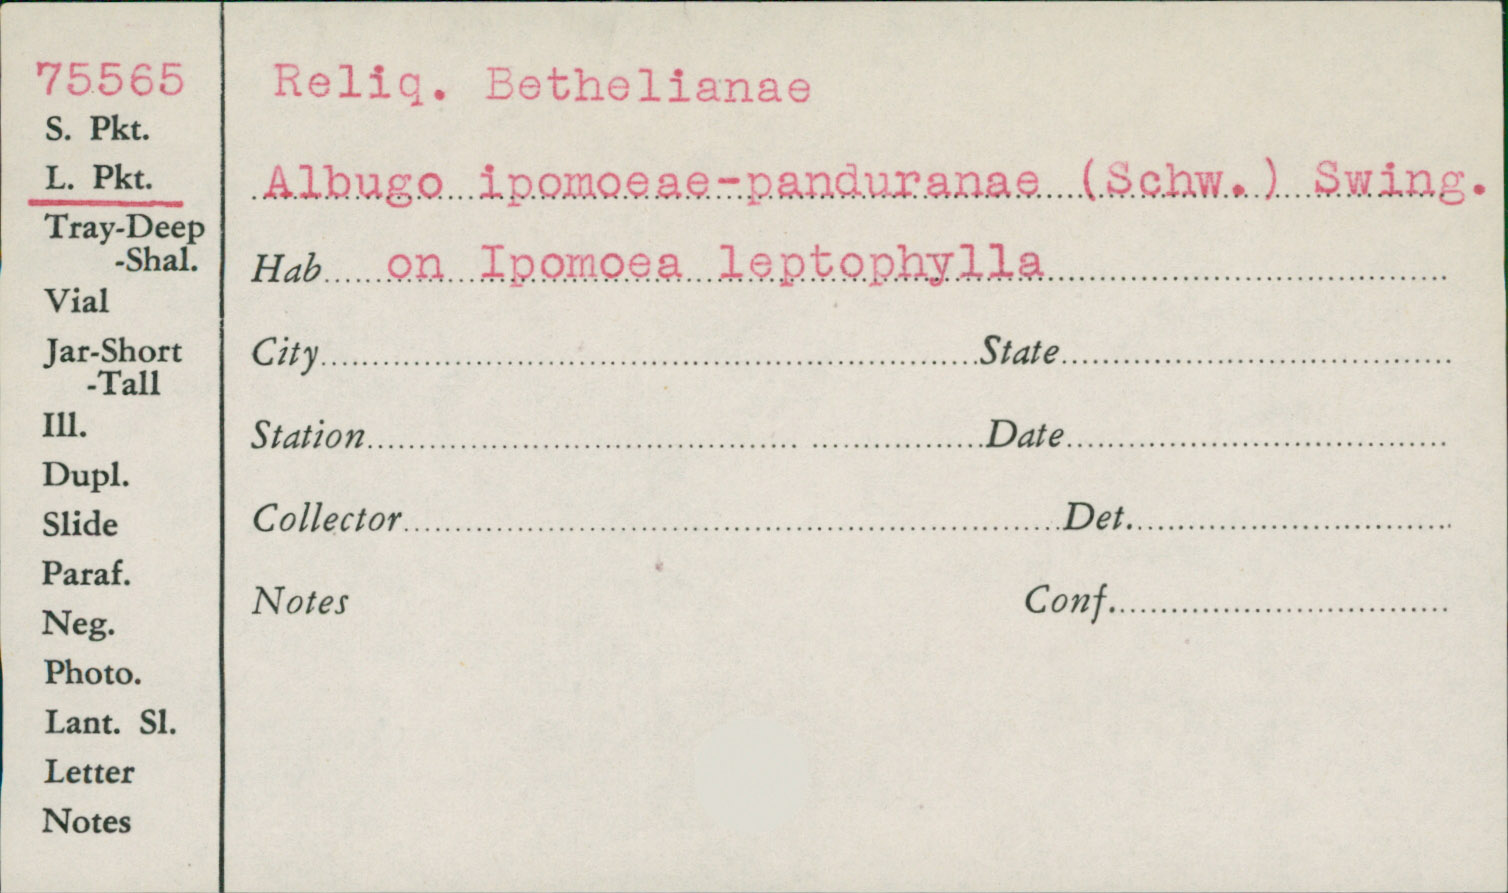 75565
S. Pkt.
L. Pkt.
Tray-Deep
-Shal.
Vial
Jar-Short
-Tall
Ill.
Dupl.
Slide
Paraf.
Neg.
Photo.
Lant. Sl.
Letter
Notes
Reliq. Bethelianae
Albugo ipomoeae-panduranae (Schw.) Swing.
Hab on Ipomoea leptophylla
City State
Station Date
Collector Det.
Notes Conf.